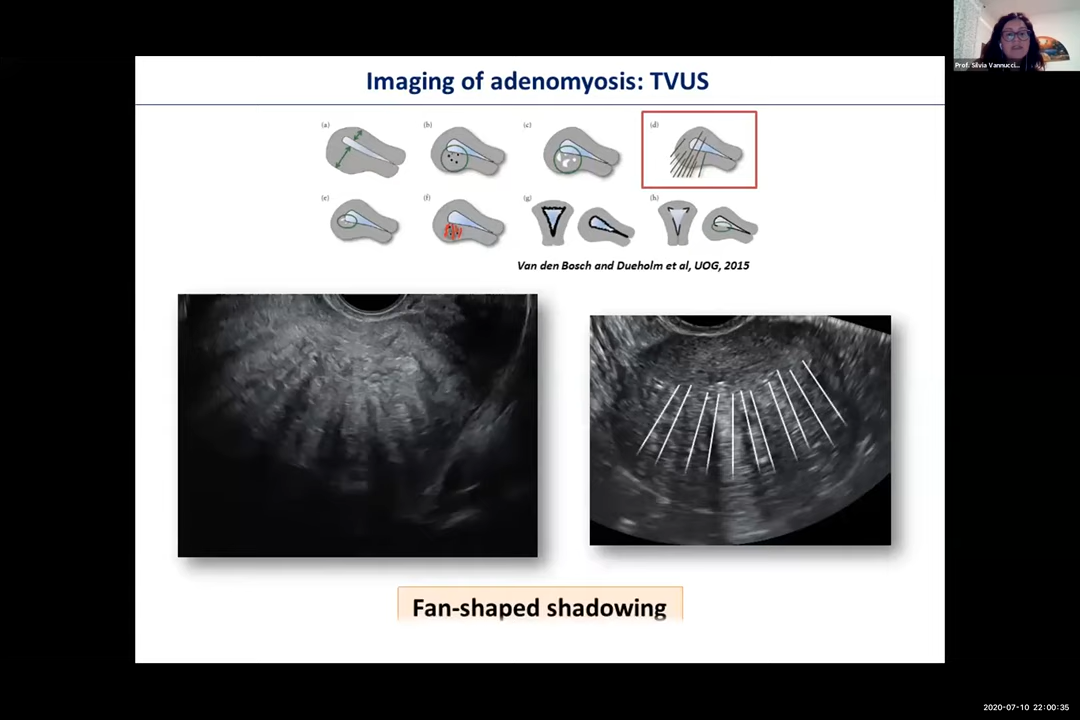 Imaging of adenomyosis: TVUS
Prof. Silvia Vannucci...
(a)
(b)
(c)
(d)
(e)
(f)
(g)
(h)
Van den Bosch and Dueholm et al, UOG, 2015
Fan-shaped shadowing
2020-07-10 22:00:35